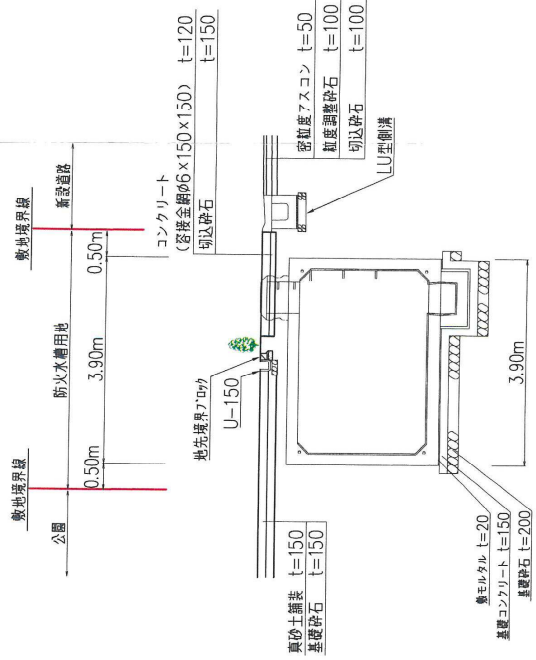 敷地境界線
敷地境界線
公園
防火水槽用地
新設道路
0.50m
3.90m
0.50m
コンクリート t=120
(容接金網φ6×150×150)
切込砕石 t=150
密粒度アスコン t=50
粒度調整砕石 t=100
切込砕石 t=100
LU型側溝
地先境界ブロック
U-150
真砂土舗装 t=150
基礎砕石 t=150
敷モルタル t=20
基礎コンクリート t=150
基礎砕石 t=200
3.90m